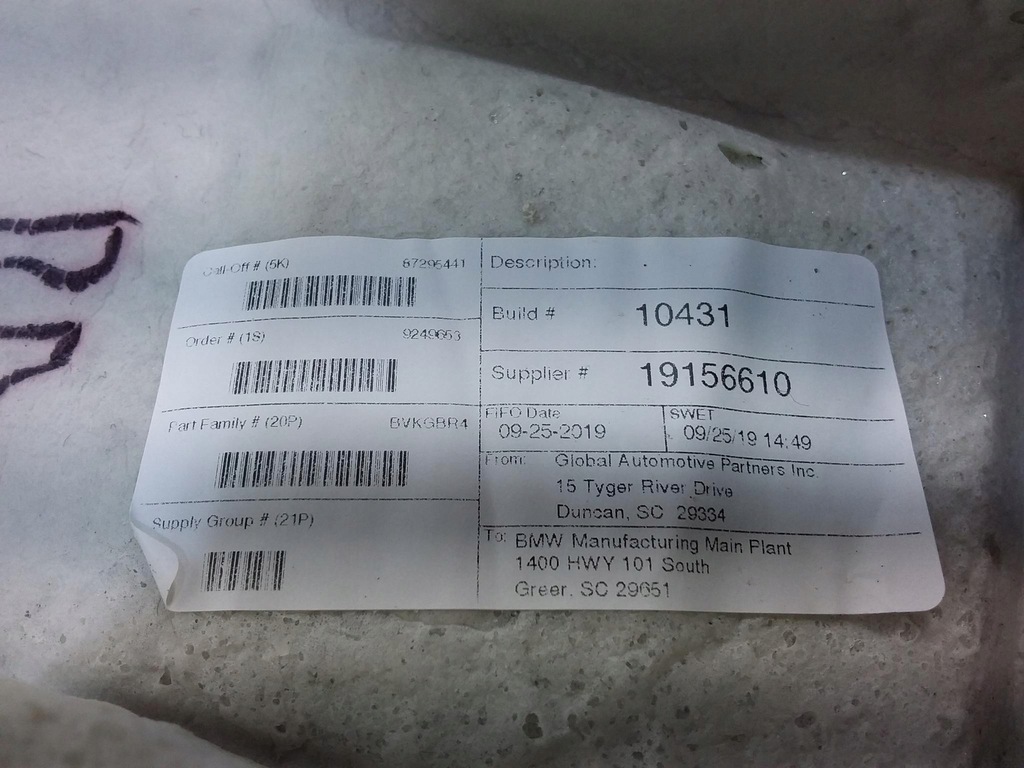 Call-Off # (5K) 87295441
Order # (1S) 9249653
Part Family # (20P) BVKGBR4
Supply Group # (21P)
Description:
Build # 10431
Supplier # 19156610
FIFO Date
09-25-2019
SWET
09/25/19 14:49
From: Global Automotive Partners Inc.
15 Tyger River Drive
Duncan, SC 29334
To: BMW Manufacturing Main Plant
1400 HWY 101 South
Greer, SC 29651